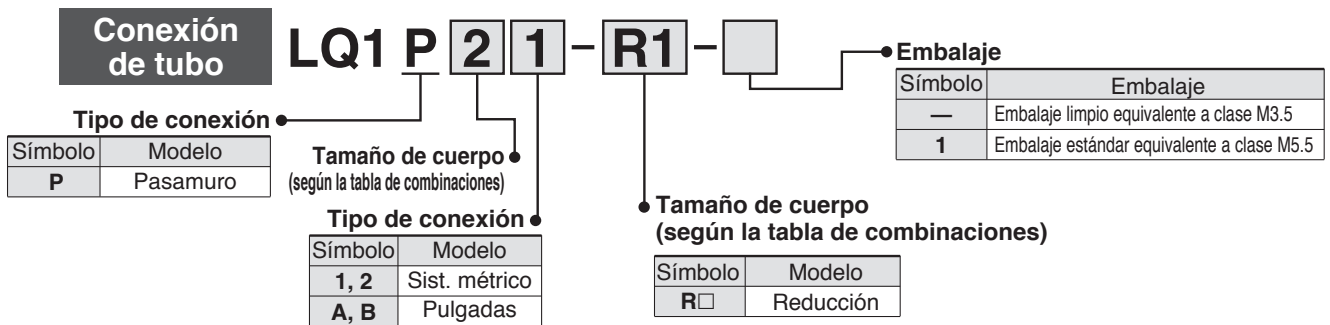 Conexión
de tubo
LQ1 P 2 1 - R1 -
Embalaje
Símbolo Embalaje
— Embalaje limpio equivalente a clase M3.5
1 Embalaje estándar equivalente a clase M5.5
Tipo de conexión
Símbolo Modelo
P Pasamuro
Tamaño de cuerpo
(según la tabla de combinaciones)
Tipo de conexión
Símbolo Modelo
1, 2 Sist. métrico
A, B Pulgadas
Tamaño de cuerpo
(según la tabla de combinaciones)
Símbolo Modelo
R□ Reducción